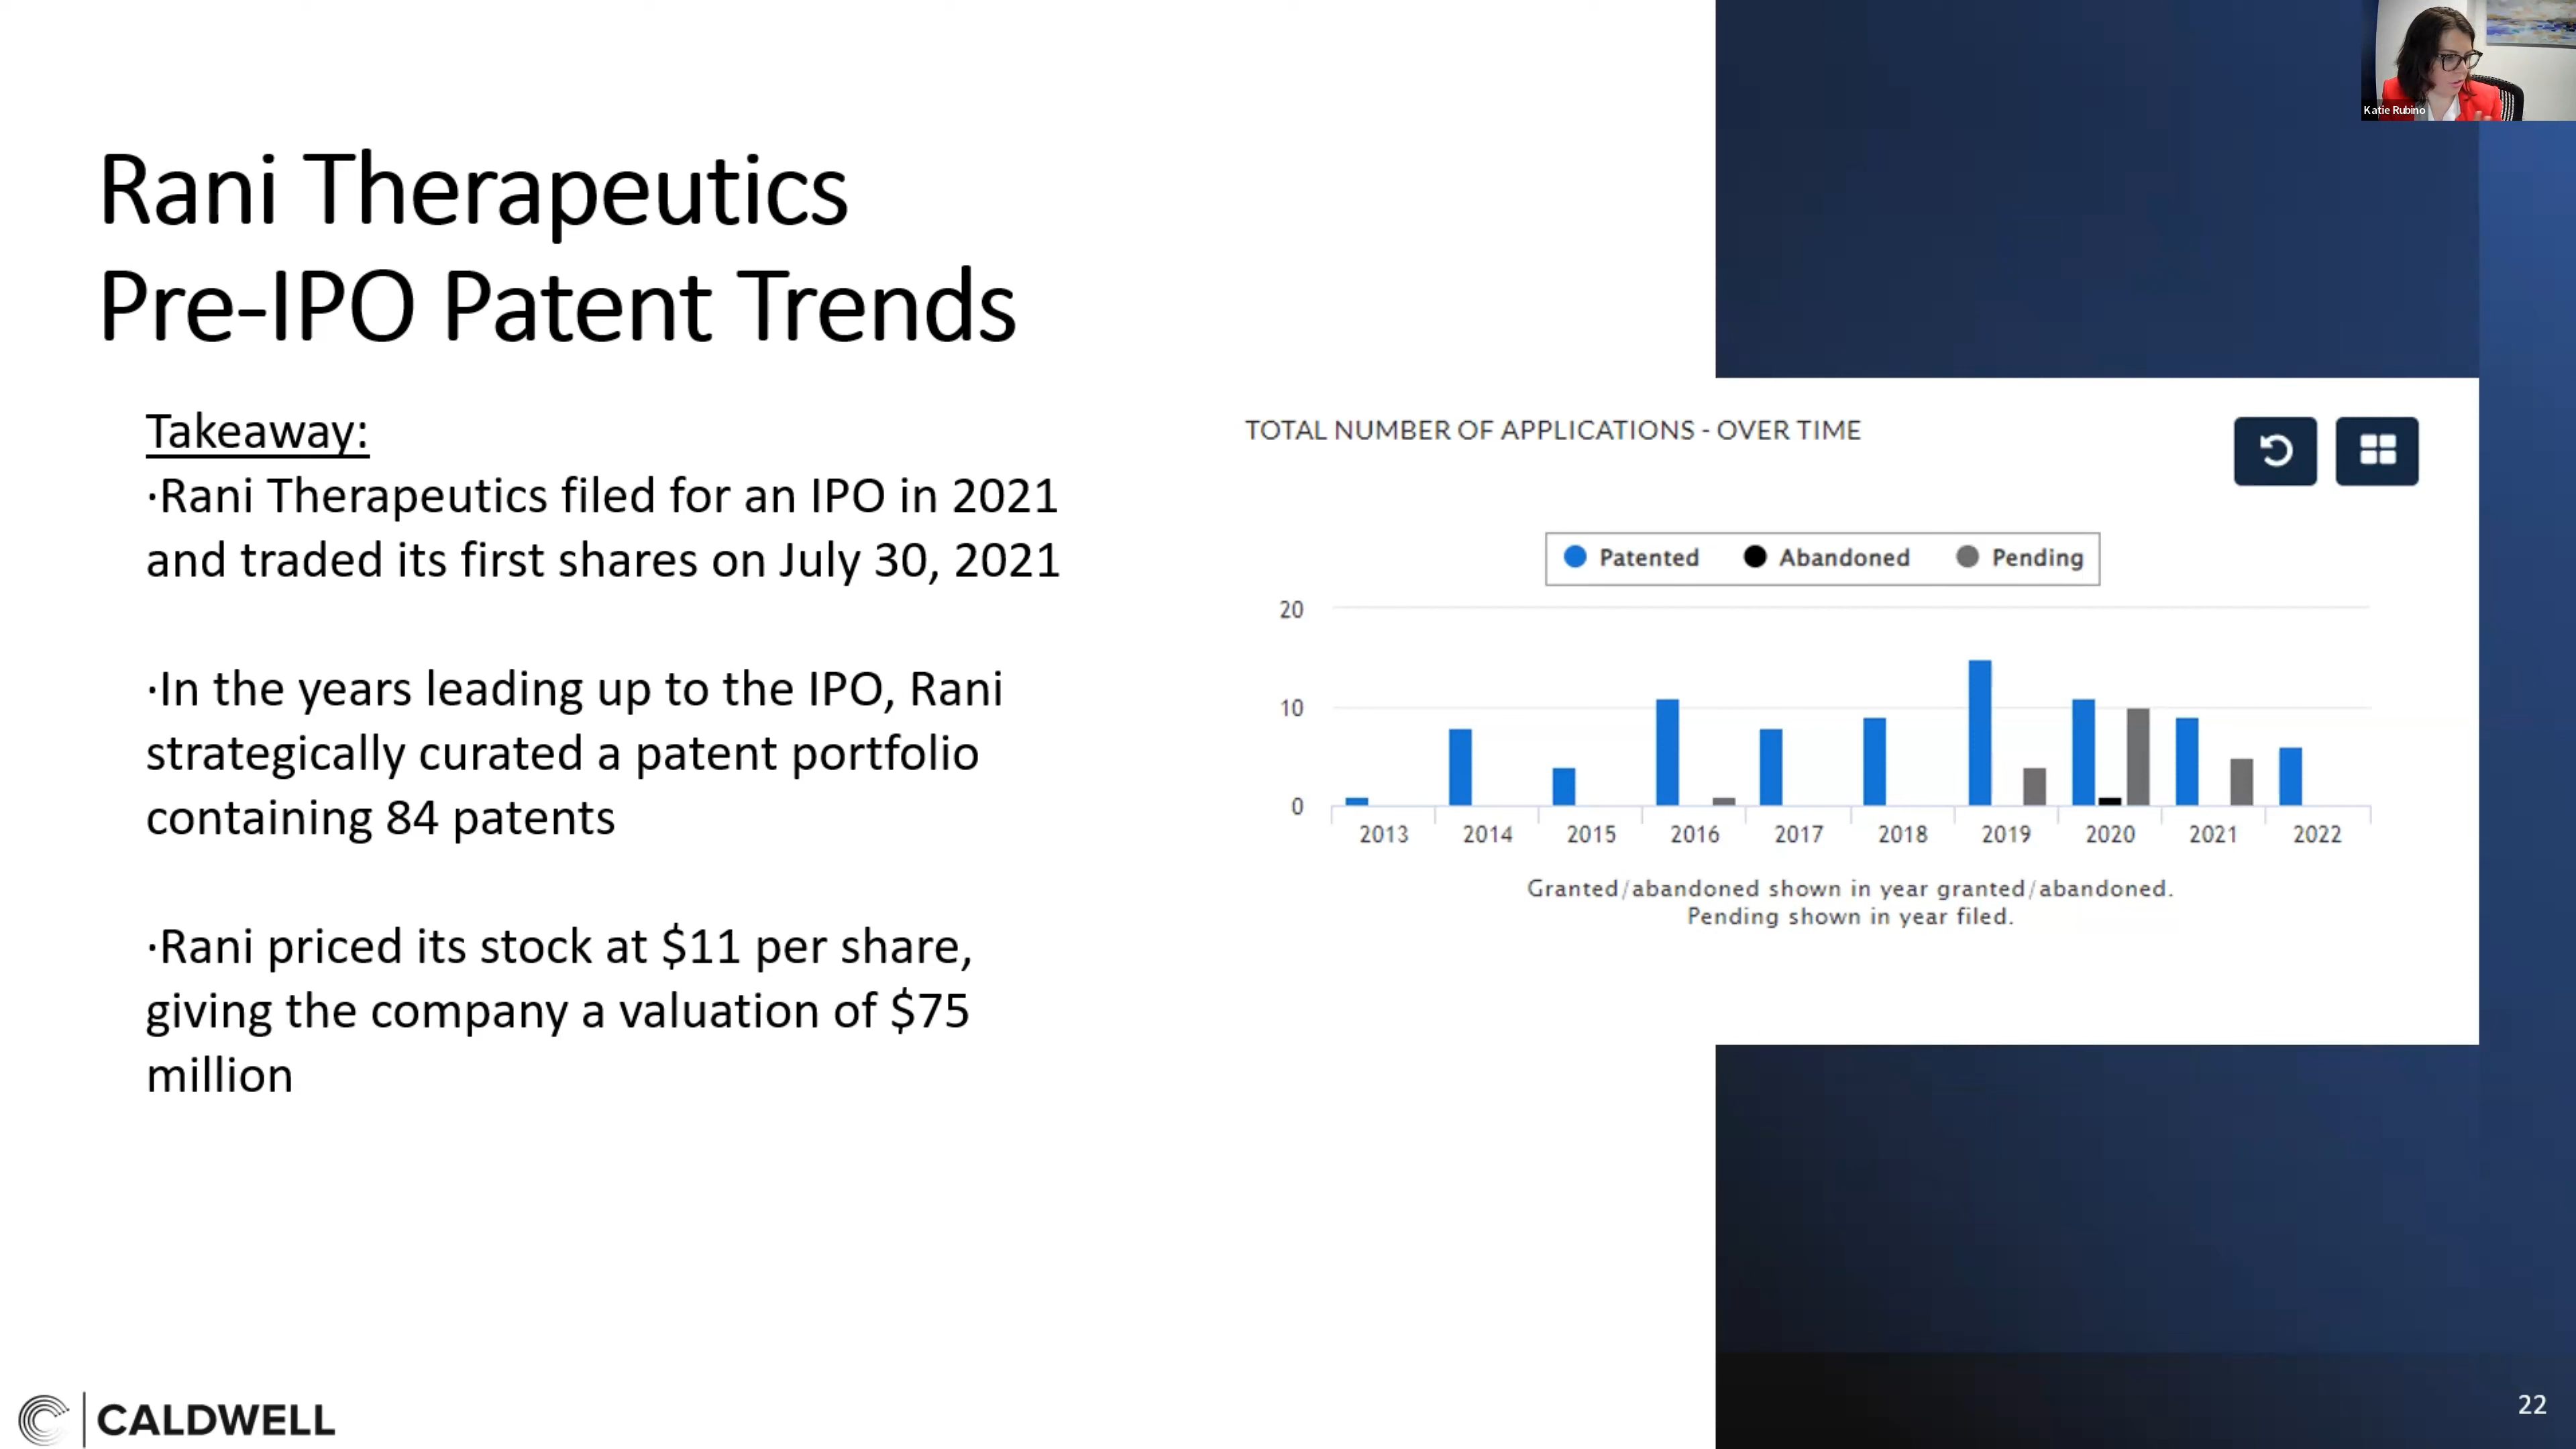 Katie Rubino
Rani Therapeutics
Pre-IPO Patent Trends
Takeaway:
·Rani Therapeutics filed for an IPO in 2021
and traded its first shares on July 30, 2021
·In the years leading up to the IPO, Rani
strategically curated a patent portfolio
containing 84 patents
·Rani priced its stock at $11 per share,
giving the company a valuation of $75
million
TOTAL NUMBER OF APPLICATIONS - OVER TIME
Patented Abandoned Pending
20
10
0
2013 2014 2015 2016 2017 2018 2019 2020 2021 2022
Granted/abandoned shown in year granted/abandoned.
Pending shown in year filed.
CALDWELL
22